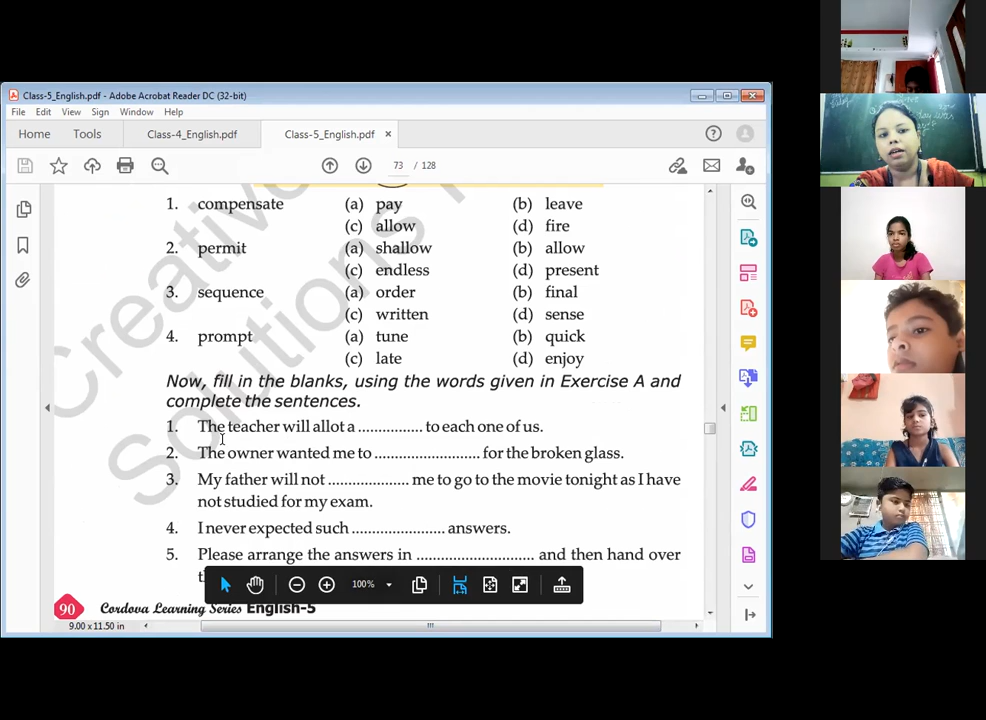 Class-5_English.pdf - Adobe Acrobat Reader DC (32-bit)
File Edit View Sign Window Help
Home Tools Class-4_English.pdf Class-5_English.pdf
73 / 128
Creative
Solutions
1. compensate (a) pay (b) leave
(c) allow (d) fire
2. permit (a) shallow (b) allow
(c) endless (d) present
3. sequence (a) order (b) final
(c) written (d) sense
4. prompt (a) tune (b) quick
(c) late (d) enjoy
Now, fill in the blanks, using the words given in Exercise A and
complete the sentences.
1. The teacher will allot a ................ to each one of us.
2. The owner wanted me to .......................... for the broken glass.
3. My father will not .................... me to go to the movie tonight as I have
not studied for my exam.
4. I never expected such ....................... answers.
5. Please arrange the answers in ............................. and then hand over
100%
90 Cordova Learning Series English-5
9.00 x 11.50 in